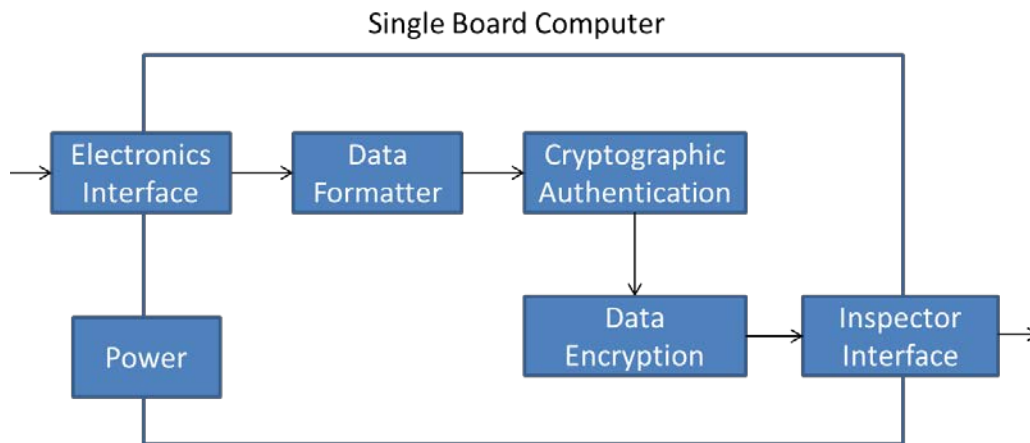 Single Board Computer
Electronics
Interface
Data
Formatter
Cryptographic
Authentication
Power
Data
Encryption
Inspector
Interface